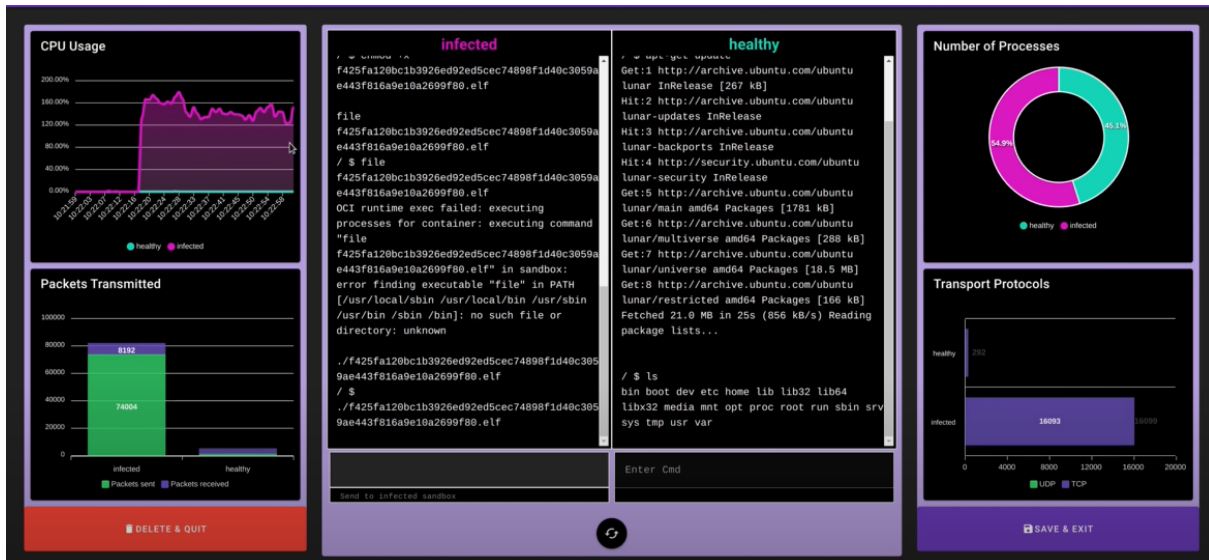 CPU Usage
200.00%
160.00%
120.00%
80.00%
40.00%
0.00%
10:21:59
10:22:03
10:22:07
10:22:12
10:22:16
10:22:20
10:22:24
10:22:28
10:22:33
10:22:37
10:22:41
10:22:45
10:22:50
10:22:54
10:22:58
healthy infected
Packets Transmitted
100000
80000
60000
40000
20000
0
8192
74004
infected healthy
Packets sent Packets received
DELETE & QUIT
infected
/ $ chmod +x
f425fa120bc1b3926ed92ed5cec74898f1d40c3059a
e443f816a9e10a2699f80.elf
file
f425fa120bc1b3926ed92ed5cec74898f1d40c3059a
e443f816a9e10a2699f80.elf
/ $ file
f425fa120bc1b3926ed92ed5cec74898f1d40c3059a
e443f816a9e10a2699f80.elf
OCI runtime exec failed: executing
processes for container: executing command
"file
f425fa120bc1b3926ed92ed5cec74898f1d40c3059a
e443f816a9e10a2699f80.elf" in sandbox:
error finding executable "file" in PATH
[/usr/local/sbin /usr/local/bin /usr/sbin
/usr/bin /sbin /bin]: no such file or
directory: unknown
./f425fa120bc1b3926ed92ed5cec74898f1d40c305
9ae443f816a9e10a2699f80.elf
/ $
./f425fa120bc1b3926ed92ed5cec74898f1d40c305
9ae443f816a9e10a2699f80.elf
Send to infected sandbox
healthy
/ $ apt-get update
Get:1 http://archive.ubuntu.com/ubuntu
lunar InRelease [267 kB]
Hit:2 http://archive.ubuntu.com/ubuntu
lunar-updates InRelease
Hit:3 http://archive.ubuntu.com/ubuntu
lunar-backports InRelease
Hit:4 http://security.ubuntu.com/ubuntu
lunar-security InRelease
Get:5 http://archive.ubuntu.com/ubuntu
lunar/main amd64 Packages [1781 kB]
Get:6 http://archive.ubuntu.com/ubuntu
lunar/multiverse amd64 Packages [288 kB]
Get:7 http://archive.ubuntu.com/ubuntu
lunar/universe amd64 Packages [18.5 MB]
Get:8 http://archive.ubuntu.com/ubuntu
lunar/restricted amd64 Packages [166 kB]
Fetched 21.0 MB in 25s (856 kB/s) Reading
package lists...
/ $ ls
bin boot dev etc home lib lib32 lib64
libx32 media mnt opt proc root run sbin srv
sys tmp usr var
Enter Cmd
Number of Processes
45.1%
54.9%
healthy infected
Transport Protocols
healthy
292
infected
16093
16099
0 4000 8000 12000 16000 20000
UDP TCP
SAVE & EXIT